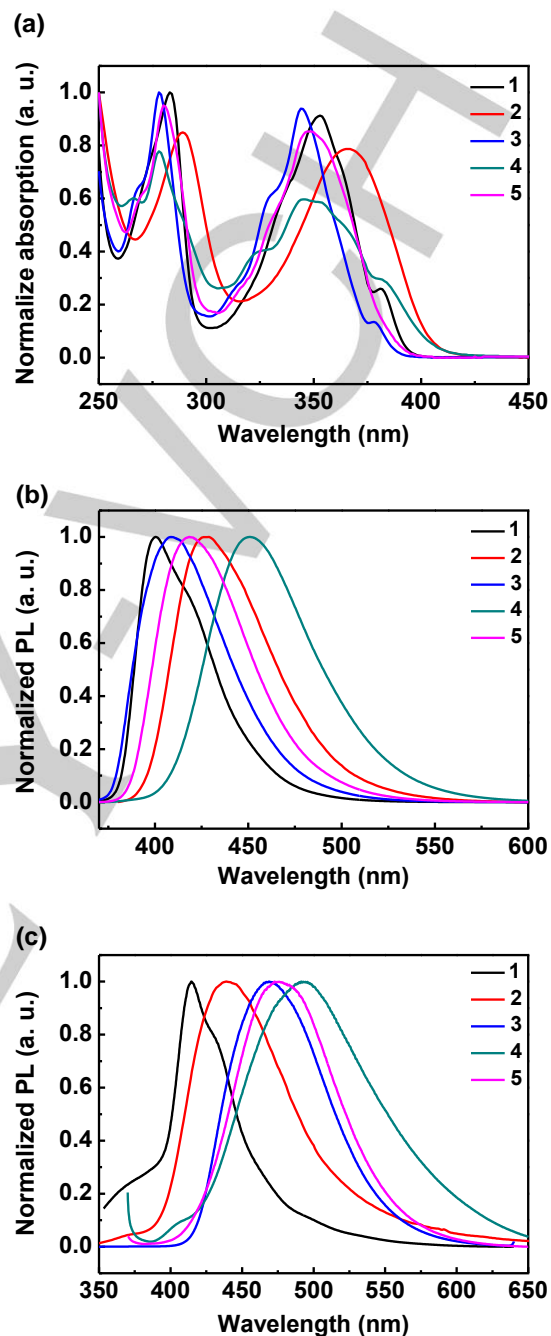 (a)
Normalize absorption (a. u.)
1.0
0.8
0.6
0.4
0.2
0.0
1
2
3
4
5
250 300 350 400 450
Wavelength (nm)
(b)
Normalized PL (a. u.)
1.0
0.8
0.6
0.4
0.2
0.0
1
2
3
4
5
400 450 500 550 600
Wavelength (nm)
(c)
Normalized PL (a. u.)
1.0
0.8
0.6
0.4
0.2
0.0
1
2
3
4
5
350 400 450 500 550 600 650
Wavelength (nm)